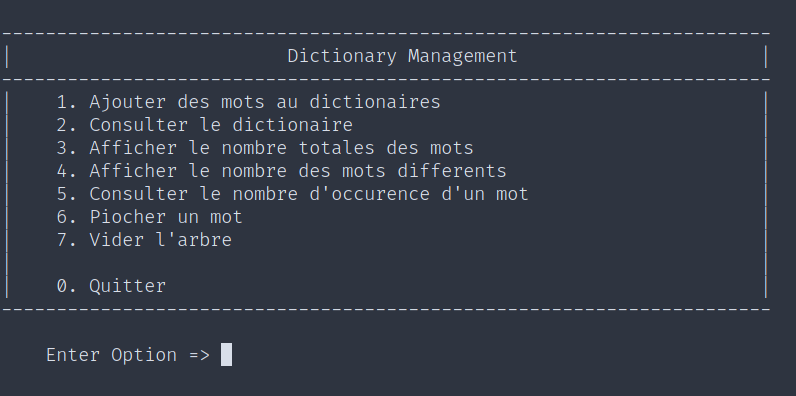 Dictionary Management
1. Ajouter des mots au dictionaires
2. Consulter le dictionaire
3. Afficher le nombre totales des mots
4. Afficher le nombre des mots differents
5. Consulter le nombre d'occurence d'un mot
6. Piocher un mot
7. Vider l'arbre
0. Quitter
Enter Option =>